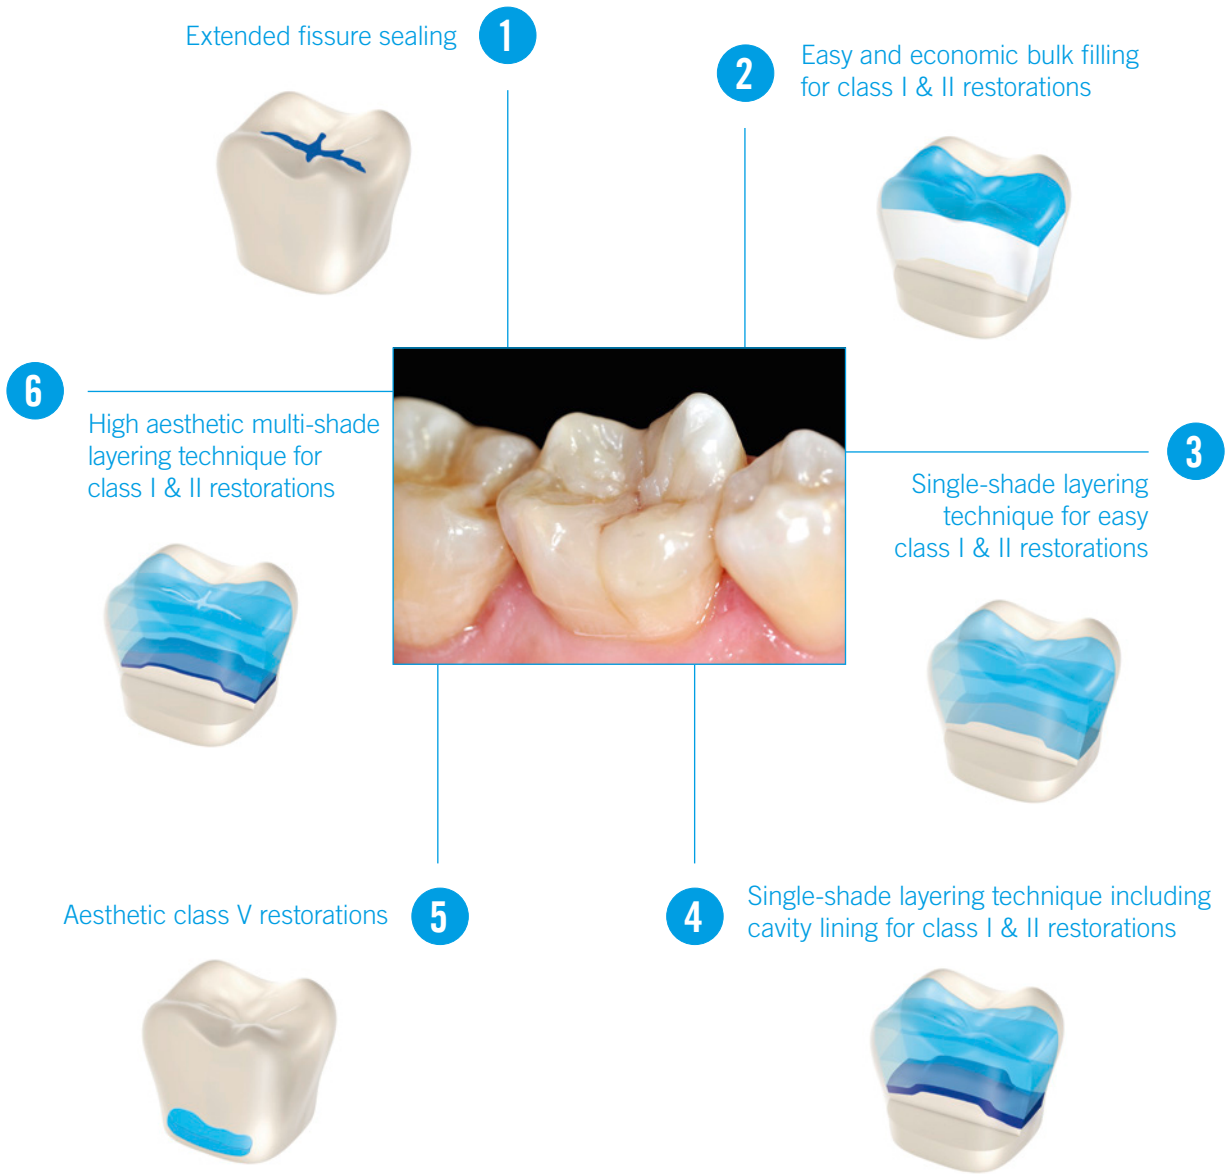 Extended fissure sealing
1
2
Easy and economic bulk filling
for class I & II restorations
3
Single-shade layering
technique for easy
class I & II restorations
4
Single-shade layering technique including
cavity lining for class I & II restorations
5
Aesthetic class V restorations
6
High aesthetic multi-shade
layering technique for
class I & II restorations